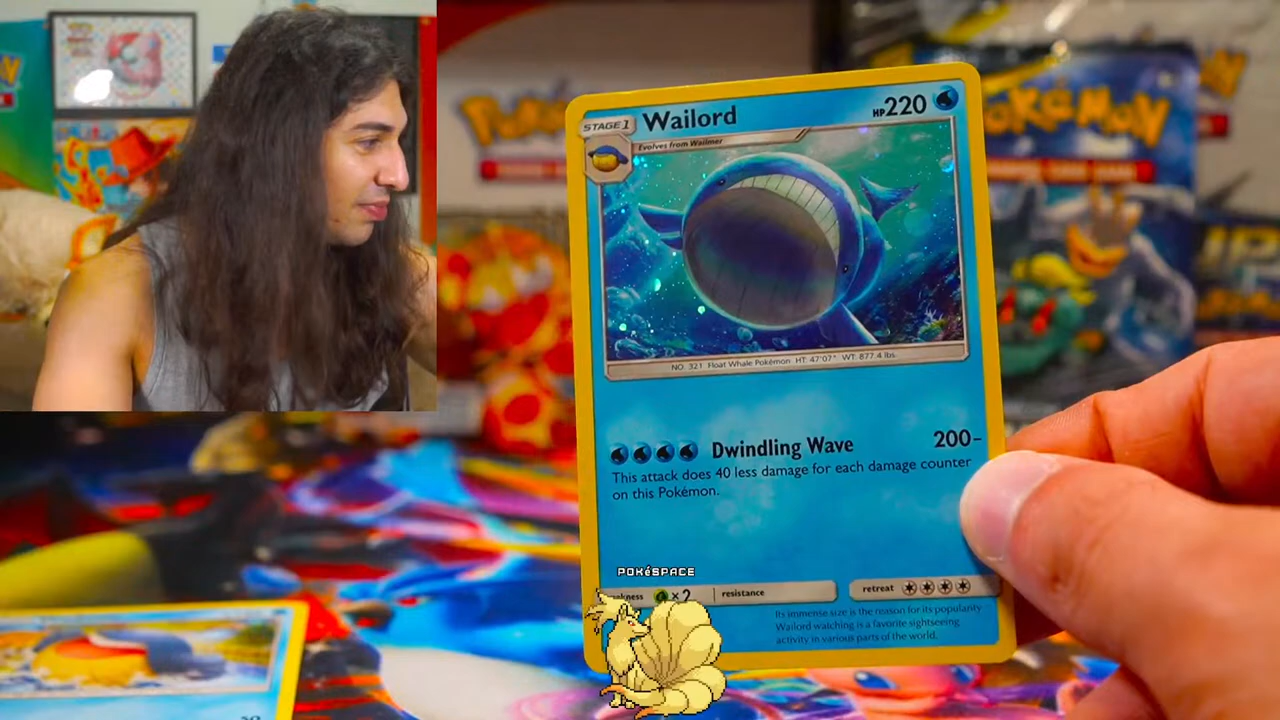 POKéMON
STAGE 1
Wailord
HP220
Evolves from Wailmer
NO. 321 Float Whale Pokémon HT: 47'07" WT: 877.4 lbs.
Dwindling Wave 200-
This attack does 40 less damage for each damage counter
on this Pokémon.
POKéSPACE
×2 resistance
retreat
Its immense size is the reason for its popularity.
Wailord watching is a favorite sightseeing
activity in various parts of the world.